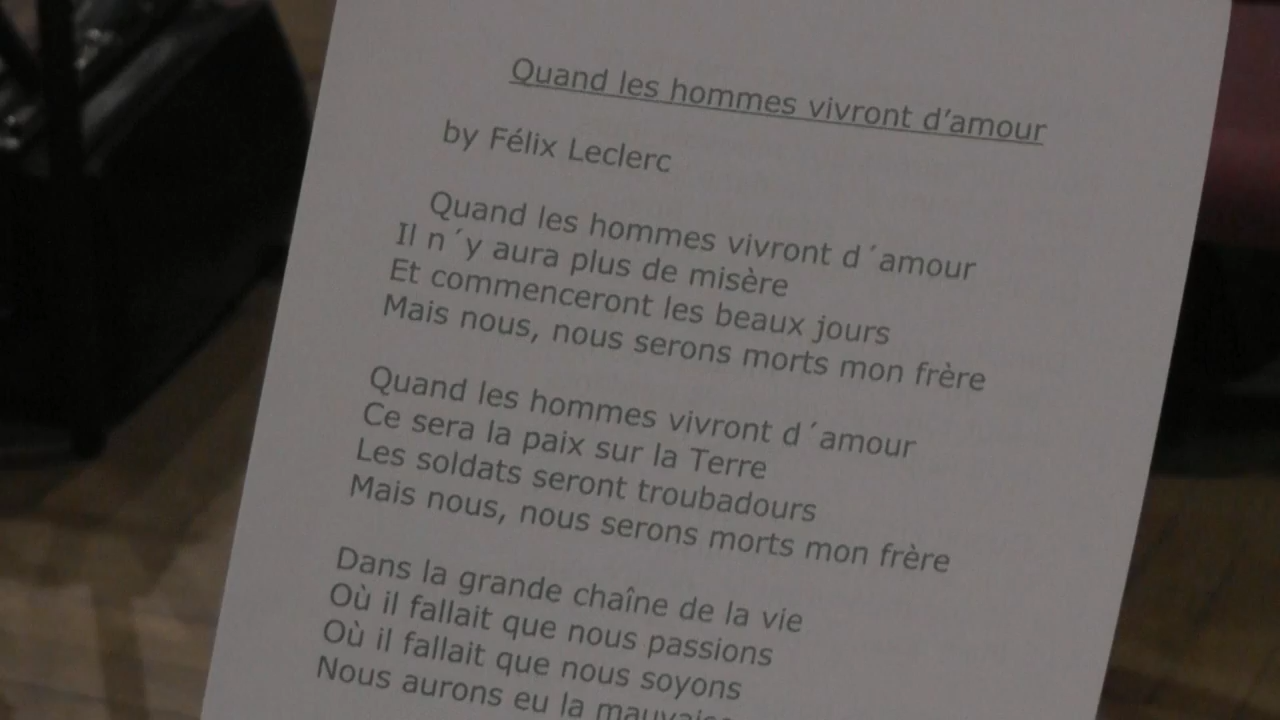 Quand les hommes vivront d’amour
by Félix Leclerc
Quand les hommes vivront d´amour
Il n´y aura plus de misère
Et commenceront les beaux jours
Mais nous, nous serons morts mon frère
Quand les hommes vivront d´amour
Ce sera la paix sur la Terre
Les soldats seront troubadours
Mais nous, nous serons morts mon frère
Dans la grande chaîne de la vie
Où il fallait que nous passions
Où il fallait que nous soyons
Nous aurons eu la